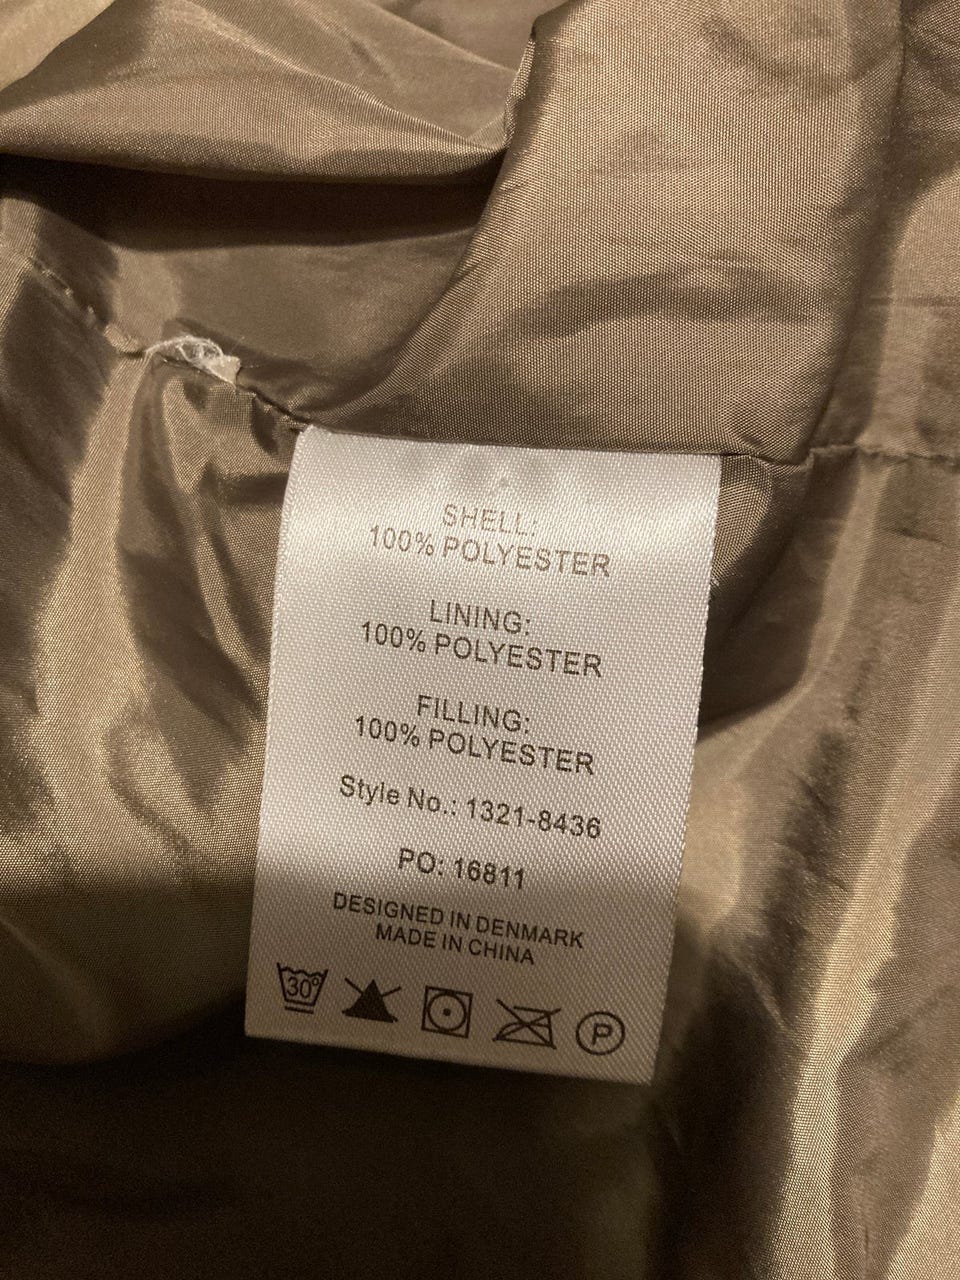 SHELL:
100% POLYESTER
LINING:
100% POLYESTER
FILLING:
100% POLYESTER
Style No.: 1321-8436
PO: 16811
DESIGNED IN DENMARK
MADE IN CHINA
30°
P